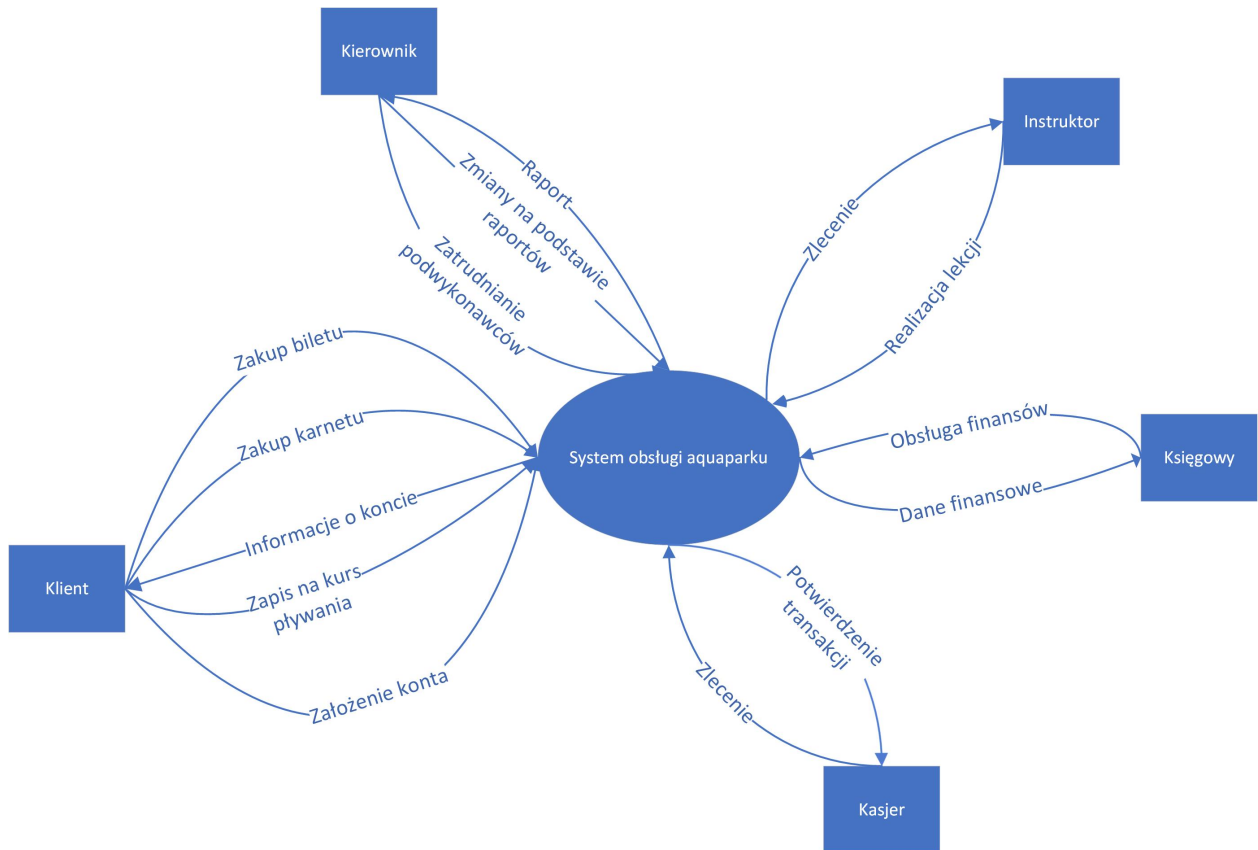 Kierownik
Instruktor
Raport
Zmiany na podstawie
raportów
Zatrudnianie
podwykonawców
Zlecenie
Realizacja lekcji
Zakup biletu
Zakup karnetu
Informacje o koncie
Zapis na kurs
pływania
Założenie konta
Klient
System obsługi aquaparku
Obsługa finansów
Dane finansowe
Księgowy
Potwierdzenie
transakcji
Zlecenie
Kasjer